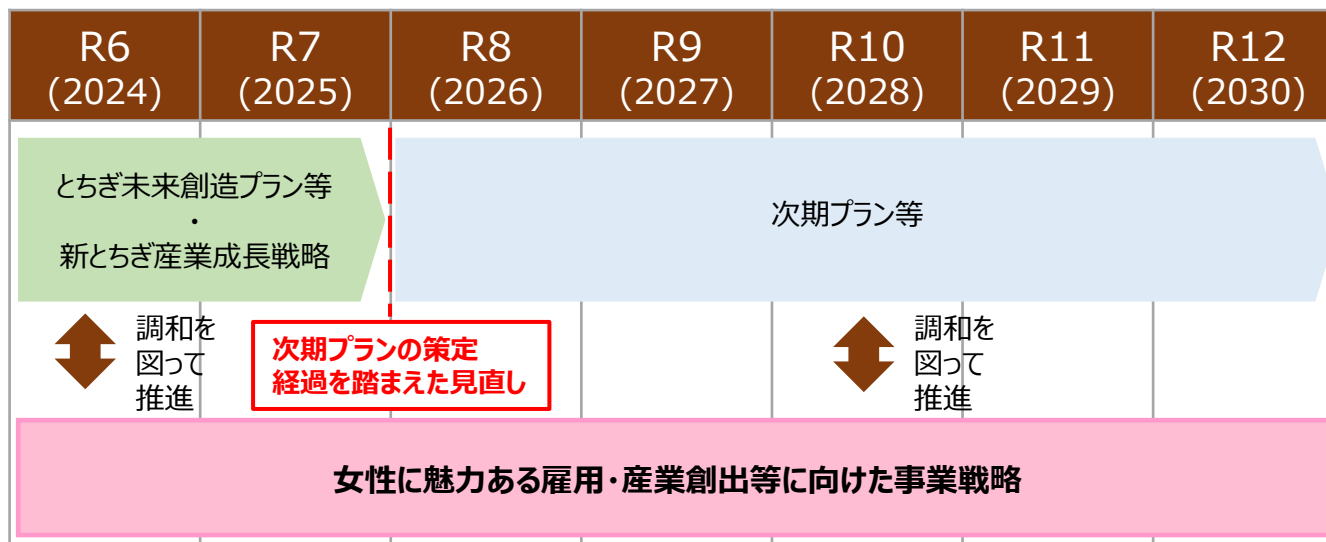 R6
(2024)
R7
(2025)
R8
(2026)
R9
(2027)
R10
(2028)
R11
(2029)
R12
(2030)
とちぎ未来創造プラン等
・
新とちぎ産業成長戦略
次期プラン等
調和を
図って
推進
次期プランの策定
経過を踏まえた見直し
調和を
図って
推進
女性に魅力ある雇用・産業創出等に向けた事業戦略